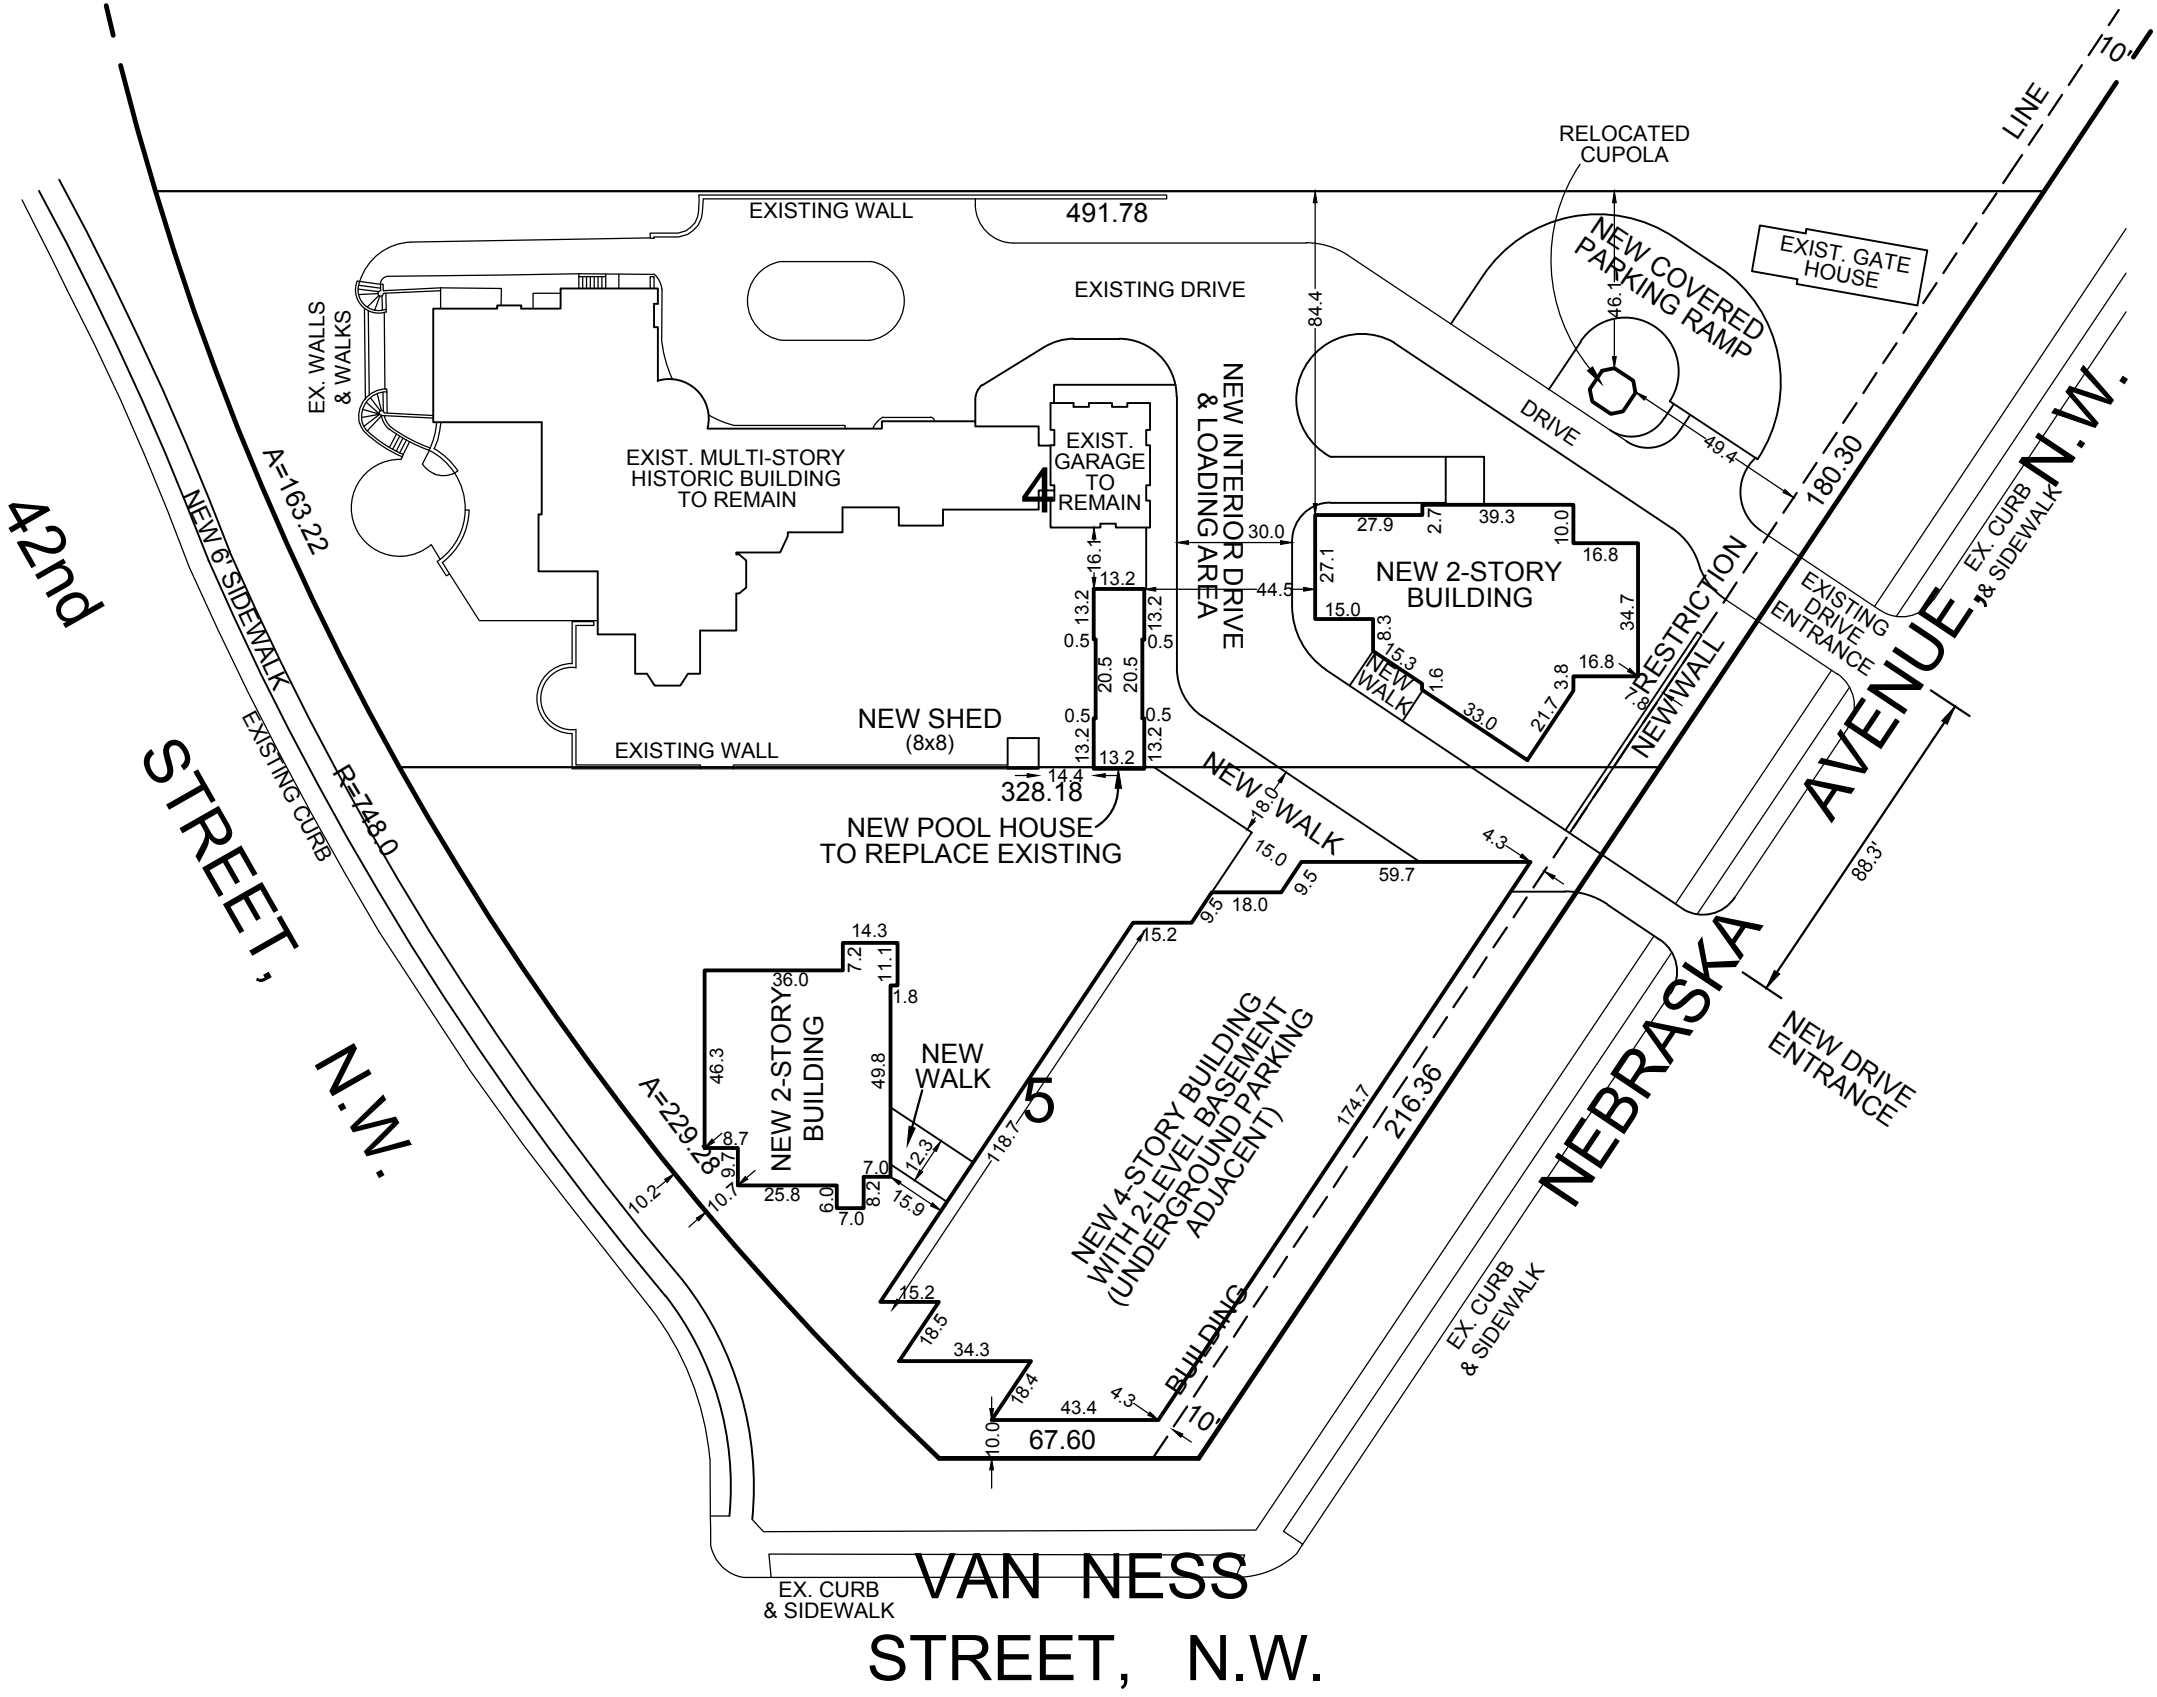 10'
LINE
RELOCATED
CUPOLA
EXISTING WALL
491.78
NEW COVERED
PARKING RAMP
EXIST. GATE
HOUSE
EXISTING DRIVE
84.4
46.1
EX. WALLS
& WALKS
NEW INTERIOR DRIVE
& LOADING AREA
DRIVE
49.4
180.30
N.W.
EX. CURB
& SIDEWALK
A=163.22
EXIST. MULTI-STORY
HISTORIC BUILDING
TO REMAIN
4
EXIST.
GARAGE
TO
REMAIN
42nd
NEW 6' SIDEWALK
16.1
30.0
27.9
2.7
39.3
10.0
16.8
27.1
NEW 2-STORY
BUILDING
13.2
44.5
13.2
13.2
15.0
8.3
34.7
0.5
0.5
20.5
20.5
15.3
1.6
NEW
WALK
33.0
21.7
3.8
16.8
7.8
RESTRICTION
NEW WALL
EXISTING
DRIVE
ENTRANCE
AVENUE,
NEW SHED
(8x8)
0.5
0.5
13.2
13.2
13.2
EXISTING WALL
14.4
328.18
STREET,
EXISTING CURB
R=748.0
NEW POOL HOUSE
TO REPLACE EXISTING
NEW WALK
18.0
15.0
9.5
59.7
4.3
88.3'
9.5
18.0
15.2
14.3
7.2
11.1
36.0
1.8
46.3
NEW 2-STORY
BUILDING
49.8
NEW
WALK
5
118.7
NEW 4-STORY BUILDING
WITH 2-LEVEL BASEMENT
(UNDERGROUND PARKING
ADJACENT)
174.7
216.36
NEBRASKA
NEW DRIVE
ENTRANCE
N.W.
A=229.28
8.7
9.7
10.2
10.7
25.8
6.0
7.0
8.2
7.0
12.3
15.9
15.2
18.5
34.3
18.4
43.4
4.3
10'
BUILDING
EX. CURB
& SIDEWALK
10.0
67.60
VAN NESS
EX. CURB
& SIDEWALK
STREET, N.W.